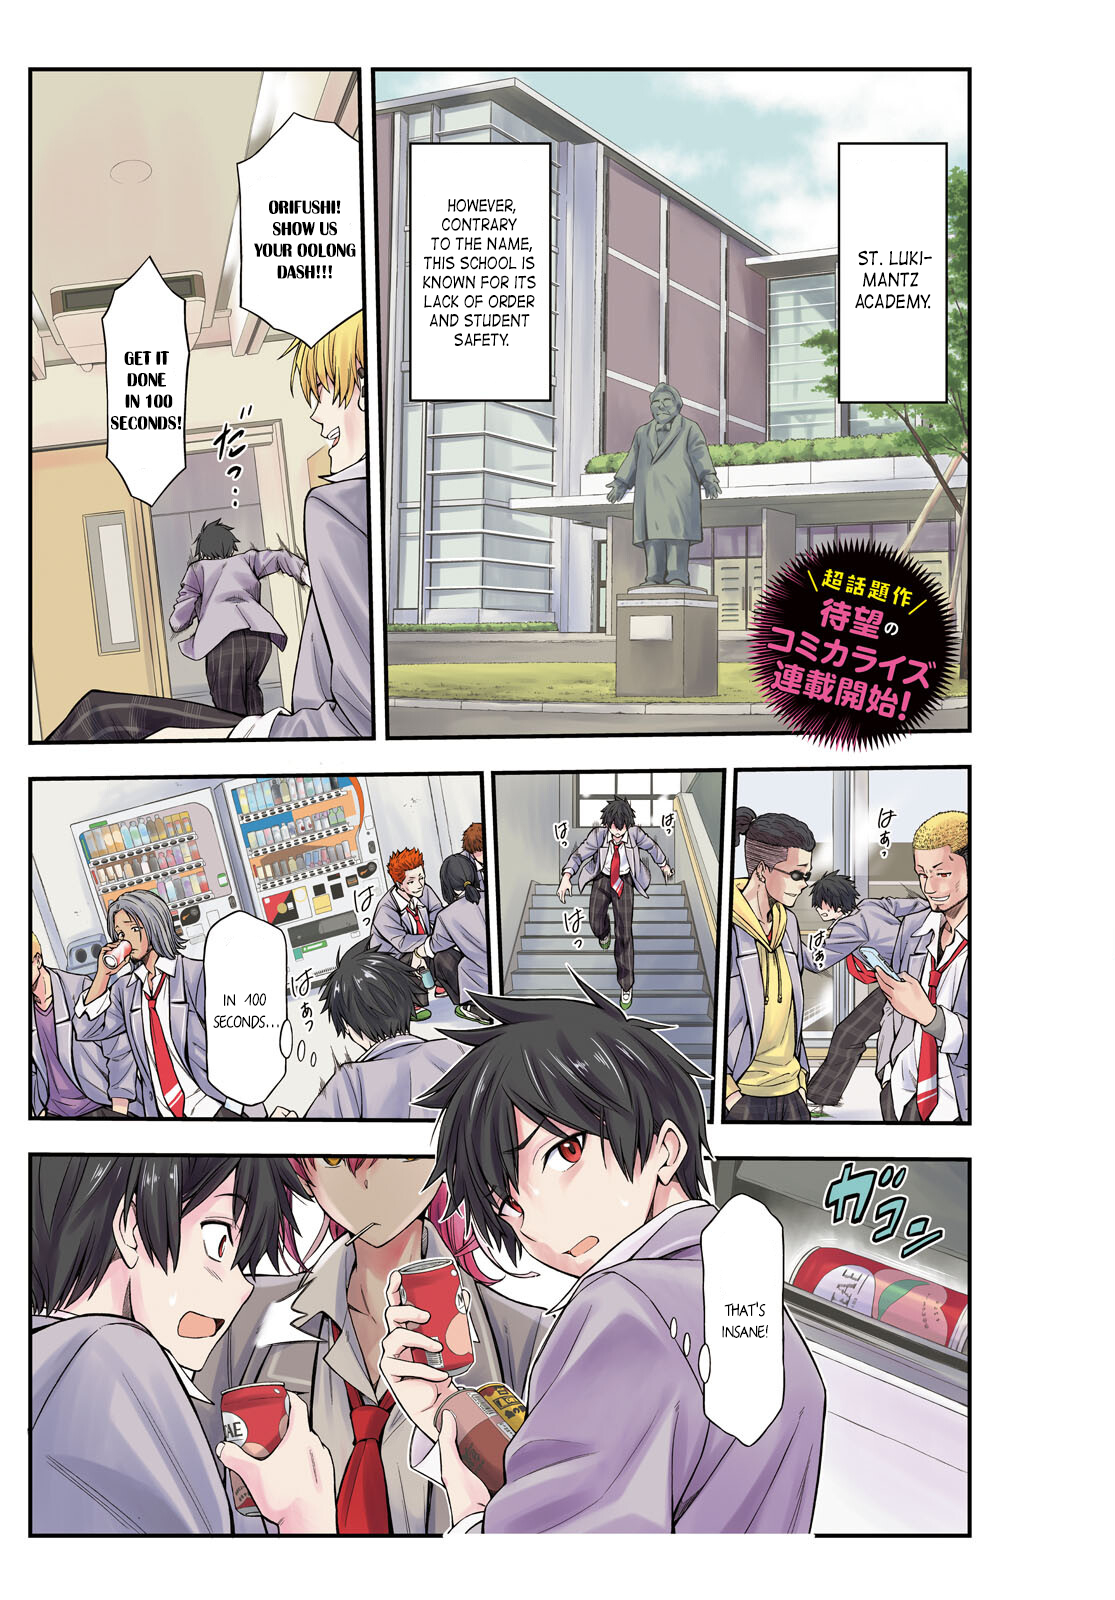 ST. LUKI-
MANTZ
ACADEMY.
HOWEVER,
CONTRARY
TO THE NAME,
THIS SCHOOL IS
KNOWN FOR ITS
LACK OF ORDER
AND STUDENT
SAFETY.
超話題作
待望の
コミカライズ
連載開始!
ORIFUSHI!
SHOW US
YOUR OOLONG
DASH!!!
GET IT
DONE
IN 100
SECONDS!
だっ…
はぁっ
はぁっ
はっ
はっ
はっ
はっ
はぁっ
IN 100
SECONDS...
ガコン
THAT'S
INSANE!
TAE